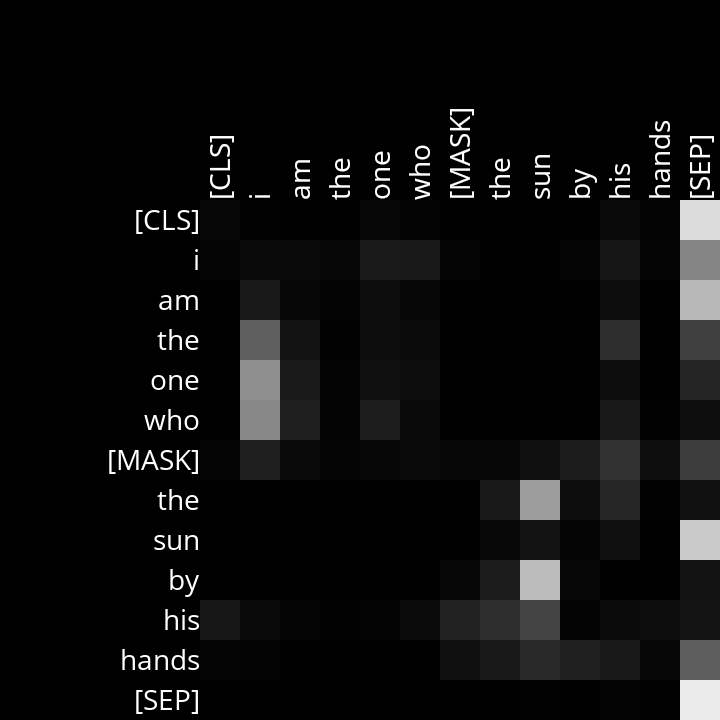 [CLS] i am the one who [MASK] the sun by his hands [SEP]
[CLS]
i
am
the
one
who
[MASK]
the
sun
by
his
hands
[SEP]